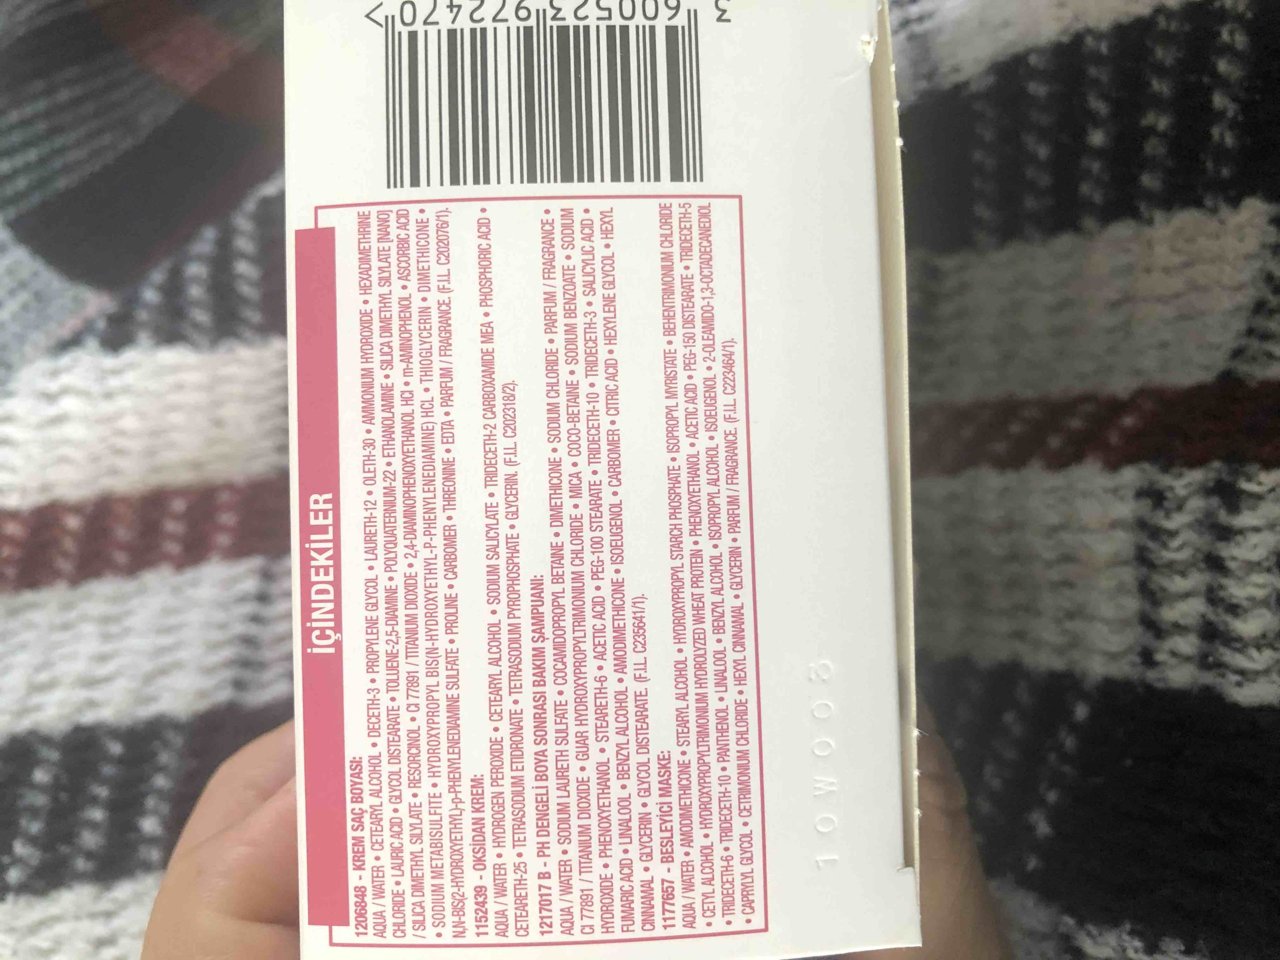 3 600523 972470 >
İÇİNDEKİLER
1206848 - KREM SAÇ BOYASI:
AQUA / WATER • CETEARYL ALCOHOL • DECETH-3 • PROPYLENE GLYCOL • LAURETH-12 • OLETH-30 • AMMONIUM HYDROXIDE • HEXADIMETHRINE
CHLORIDE • LAURIC ACID • GLYCOL DISTEARATE • TOLUENE-2,5-DIAMINE • POLYQUATERNIUM-22 • ETHANOLAMINE • SILICA DIMETHYL SILYLATE [NANO]
/ SILICA DIMETHYL SILYLATE • RESORCINOL • CI 77891 / TITANIUM DIOXIDE • 2,4-DIAMINOPHENOXYETHANOL HCI • m-AMINOPHENOL • ASCORBIC ACID
• SODIUM METABISULFITE • HYDROXYPROPYL BIS(N-HYDROXYETHYL-P-PHENYLENEDIAMINE) HCL • THIOGLYCERIN • DIMETHICONE •
N,N-BIS(2-HYDROXYETHYL)-p-PHENYLENEDIAMINE SULFATE • PROLINE • CARBOMER • THREONINE • EDTA • PARFUM / FRAGRANCE. (F.I.L. C202076/1).
1152439 - OKSİDAN KREM:
AQUA / WATER • HYDROGEN PEROXIDE • CETEARYL ALCOHOL • SODIUM SALICYLATE • TRIDECETH-2 CARBOXAMIDE MEA • PHOSPHORIC ACID •
CETEARETH-25 • TETRASODIUM ETIDRONATE • TETRASODIUM PYROPHOSPHATE • GLYCERIN. (F.I.L. C202318/2).
1217017 B - PH DENGELİ BOYA SONRASI BAKIM ŞAMPUANI:
AQUA / WATER • SODIUM LAURETH SULFATE • COCAMIDOPROPYL BETAINE • DIMETHICONE • SODIUM CHLORIDE • PARFUM / FRAGRANCE •
CI 77891 / TITANIUM DIOXIDE • GUAR HYDROXYPROPYLTRIMONIUM CHLORIDE • MICA • COCO-BETAINE • SODIUM BENZOATE • SODIUM
HYDROXIDE • PHENOXYETHANOL • STEARETH-6 • ACETIC ACID • PEG-100 STEARATE • TRIDECETH-10 • TRIDECETH-3 • SALICYLIC ACID •
FUMARIC ACID • LINALOOL • BENZYL ALCOHOL • AMODIMETHICONE • ISOEUGENOL • CARBOMER • CITRIC ACID • HEXYLENE GLYCOL • HEXYL
CINNAMAL • GLYCERIN • GLYCOL DISTEARATE. (F.I.L. C235641/1).
1177657 - BESLEYİCİ MASKE:
AQUA / WATER • AMODIMETHICONE • STEARYL ALCOHOL • HYDROXYPROPYL STARCH PHOSPHATE • ISOPROPYL MYRISTATE • BEHENTRIMONIUM CHLORIDE
• CETYL ALCOHOL • HYDROXYPROPYLTRIMONIUM HYDROLYZED WHEAT PROTEIN • PHENOXYETHANOL • ACETIC ACID • PEG-150 DISTEARATE • TRIDECETH-5
• TRIDECETH-6 • TRIDECETH-10 • PANTHENOL • LINALOOL • BENZYL ALCOHOL • ISOPROPYL ALCOHOL • ISOEUGENOL • 2-OLEAMIDO-1,3-OCTADECANEDIOL
• CAPRYLYL GLYCOL • CETRIMONIUM CHLORIDE • HEXYL CINNAMAL • GLYCERIN • PARFUM / FRAGRANCE. (F.I.L. C223464/1).
10W003